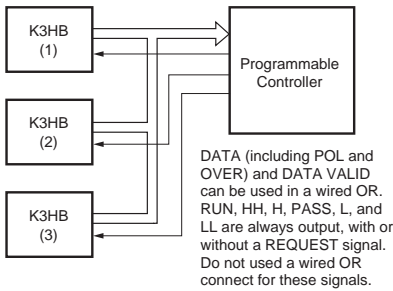 K3HB
(1)
K3HB
(2)
K3HB
(3)
Programmable
Controller
DATA (including POL and
OVER) and DATA VALID
can be used in a wired OR.
RUN, HH, H, PASS, L, and
LL are always output, with or
without a REQUEST signal.
Do not used a wired OR
connect for these signals.